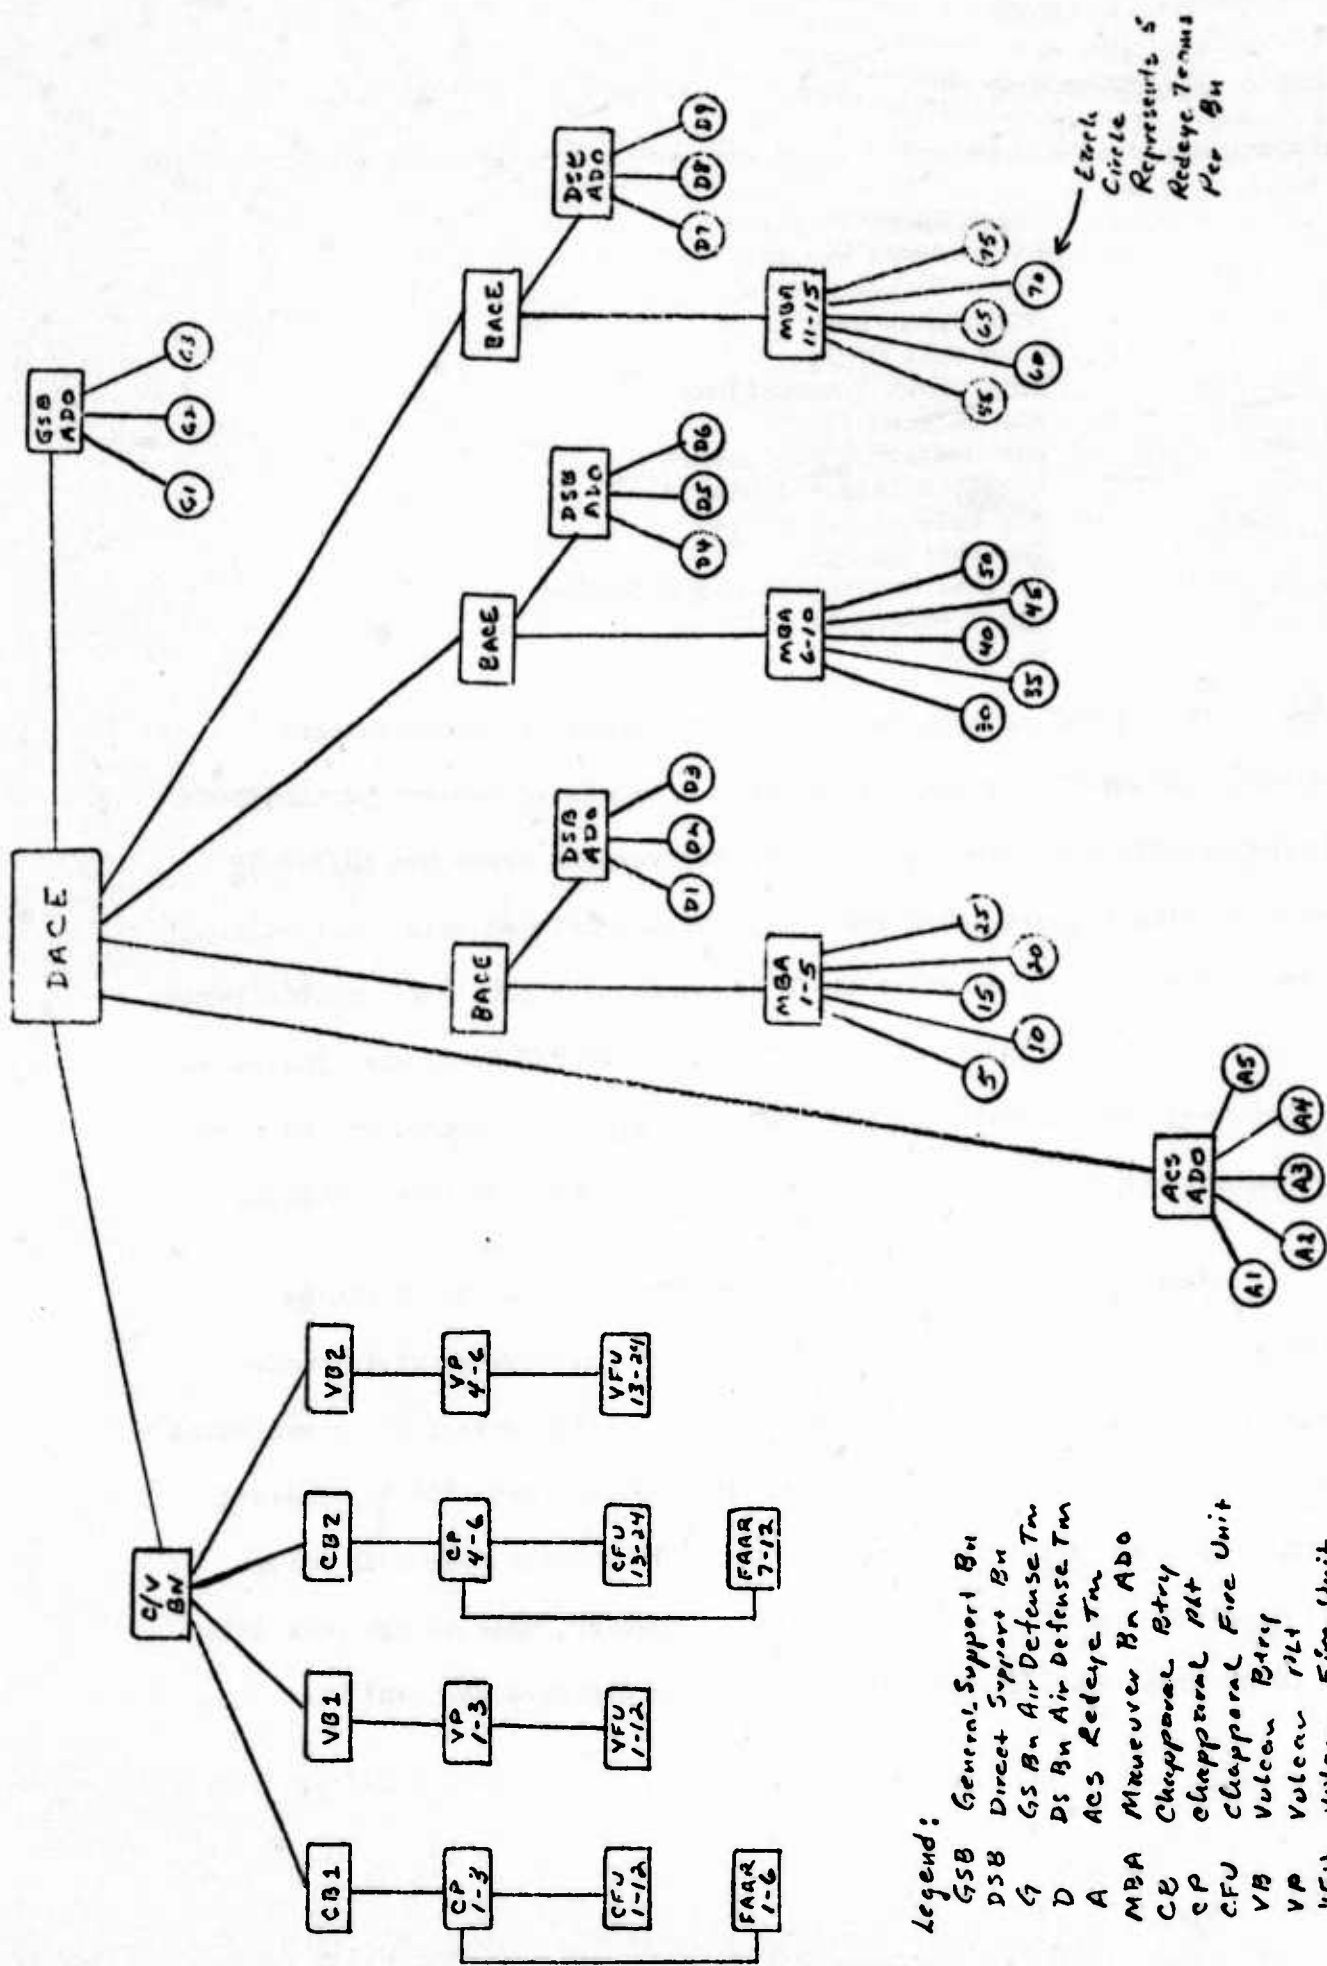 DACE
GSB
ADO
G1
G2
C/V
BN
CB1
VB1
CB2
VB2
CP
1-3
VP
1-3
CP
4-6
VP
4-6
CFU
1-12
VFU
1-12
CFU
13-24
VFU
13-24
FAAR
1-6
FAAR
7-12
BACE
BACE
BACE
DSB
ADO
DSB
ADO
ADO
D1
D3
D4
D5
D6
D7
D8
D9
MBA
1-5
MBA
6-10
MBA
11-15
5
10
15
20
25
30
35
40
45
50
60
65
70
75
Circle
Represents 5
Redeye Teams
Per Bn
ACS
ADO
A1
A2
A3
A4
A5
Legend:
GSB General Support Bn
DSB Direct Support Bn
G GS Bn Air Defense Tm
D DS Bn Air Defense Tm
A ACS Redeye Tm
MBA Maneuver Bn ADO
CB Chapparal Btry
CP Chapparal Plt
CFU Chapparal Fire Unit
VB Vulcan Btry
VP Vulcan Plt